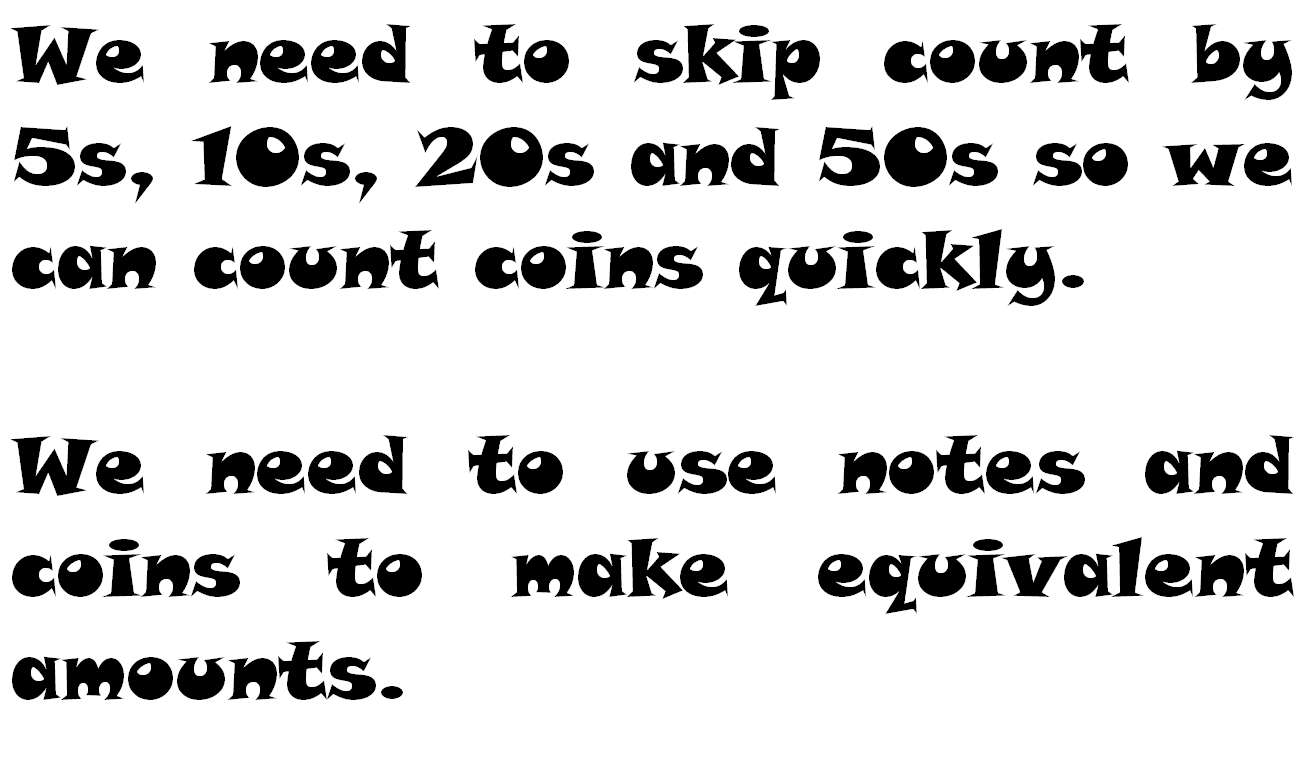 We need to skip count by
5s, 10s, 20s and 50s so we
can count coins quickly.
We need to use notes and
coins to make equivalent
amounts.